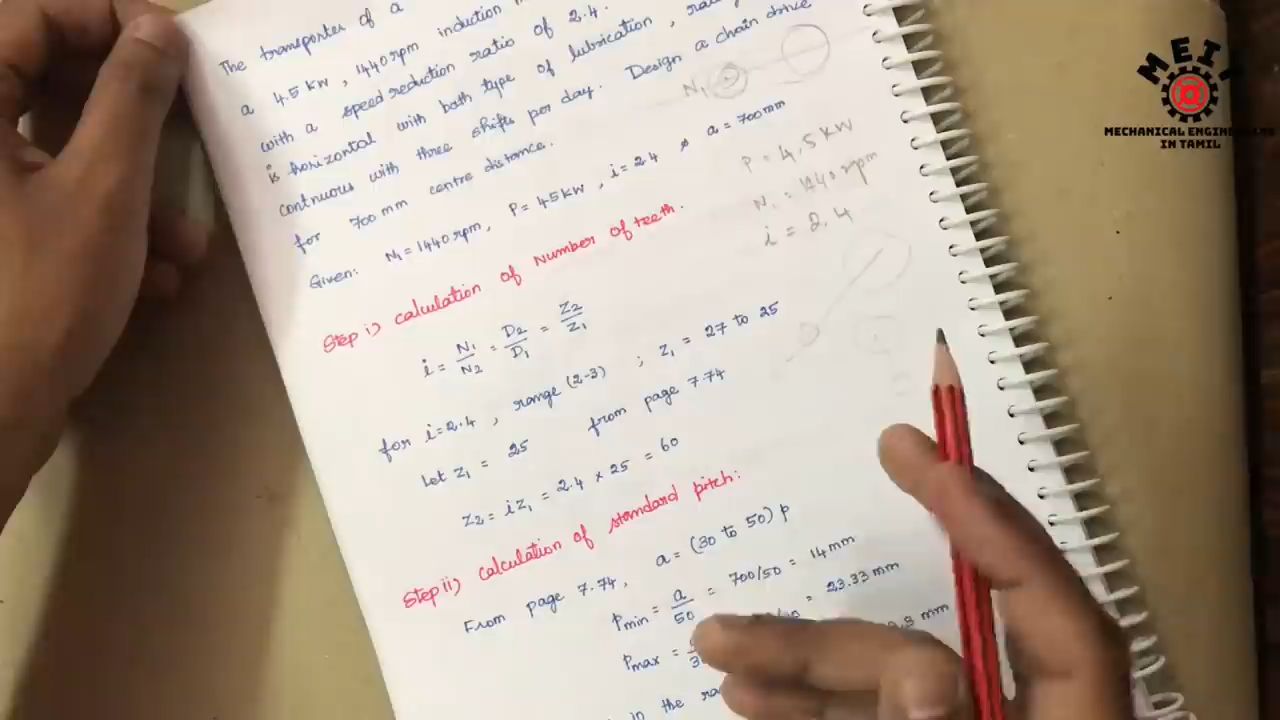 The transporter of a
a 4.5 kw, 1440 rpm induction
with a speed reduction ratio of 2.4.
is horizontal with bath type of lubrication,
continuous with three shifts per day. Design a chain drive
for 700 mm centre distance.
Given: N1 = 1440 rpm, P = 4.5 kw, i = 2.4 & a = 700 mm
N1
P = 4.5 kW
N1 = 1440 rpm
i = 2.4
Step i) calculation of Number of teeth.
i = N1/N2 = D2/D1 = Z2/Z1
for i = 2.4, range (2-3) ; Z1 = 27 to 25
Let Z1 = 25 from page 7.74
Z2 = iZ1 = 2.4 x 25 = 60
Step ii) calculation of standard pitch:
From page 7.74, a = (30 to 50) p
Pmin = a/50 = 700/50 = 14 mm
Pmax = = 23.33 mm
in the
MEIT
MECHANICAL ENGINEERING
IN TAMIL